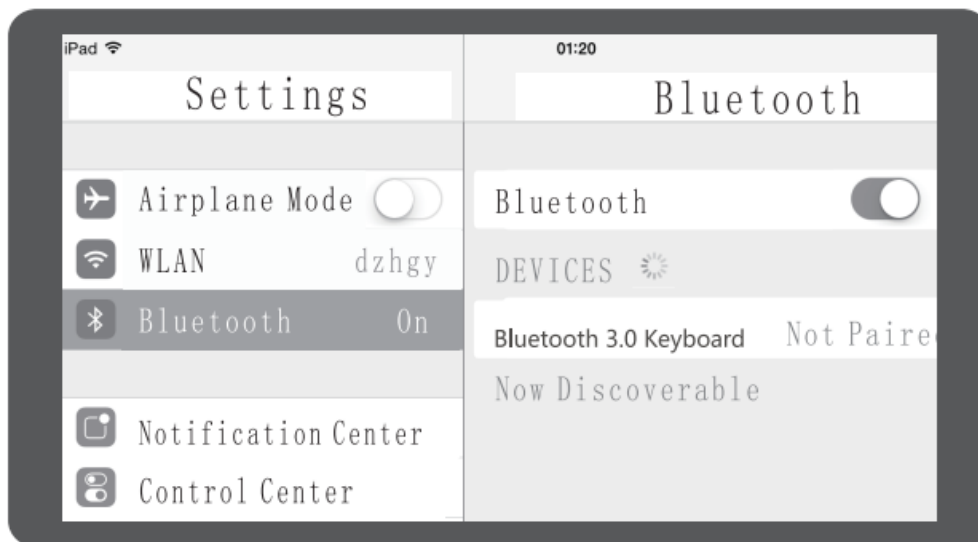 iPad
01:20
Settings
Bluetooth
Airplane Mode
WLAN dzhgy
Bluetooth On
Notification Center
Control Center
Bluetooth
DEVICES
Bluetooth 3.0 Keyboard Not Paire
Now Discoverable